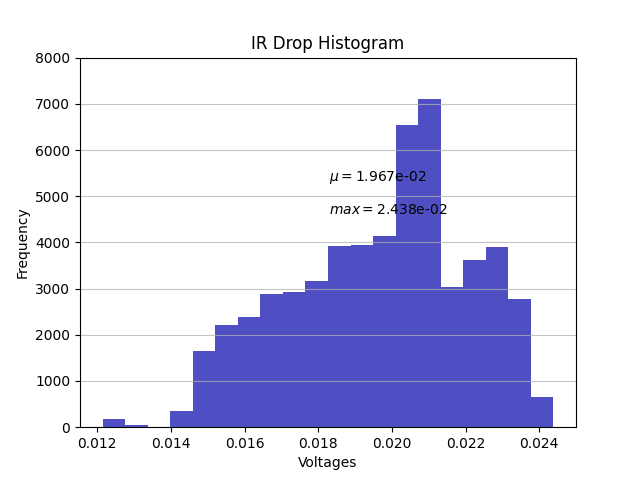 IR Drop Histogram
8000
7000
6000
5000
4000
3000
2000
1000
0
Frequency
μ = 1.967e-02
max = 2.438e-02
0.012 0.014 0.016 0.018 0.020 0.022 0.024
Voltages